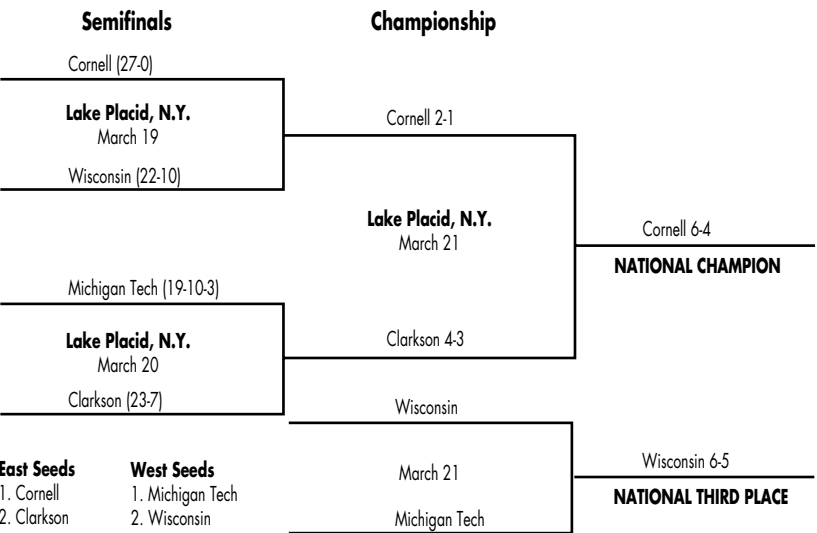 Semifinals
Championship
Cornell (27-0)
Lake Placid, N.Y.
March 19
Wisconsin (22-10)
Cornell 2-1
Lake Placid, N.Y.
March 21
Cornell 6-4
NATIONAL CHAMPION
Michigan Tech (19-10-3)
Lake Placid, N.Y.
March 20
Clarkson (23-7)
Clarkson 4-3
Wisconsin
March 21
Michigan Tech
Wisconsin 6-5
NATIONAL THIRD PLACE
East Seeds
1. Cornell
2. Clarkson
West Seeds
1. Michigan Tech
2. Wisconsin